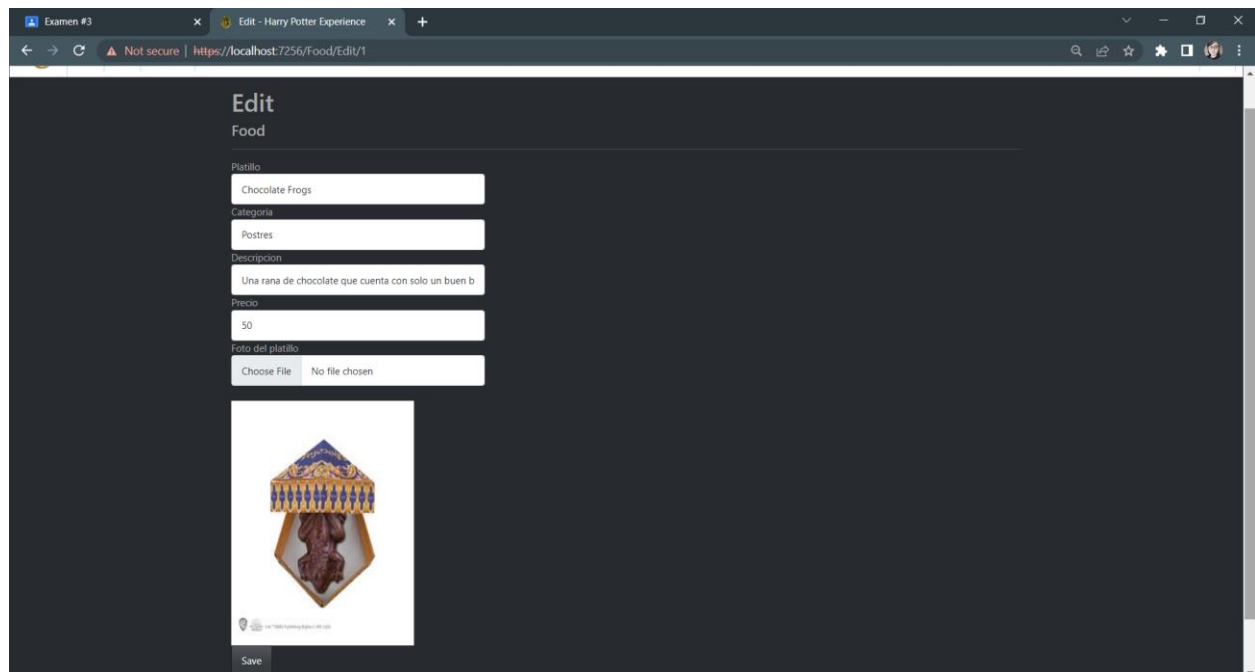 Examen #3
Edit - Harry Potter Experience
Not secure | https://localhost:7256/Food/Edit/1
Edit
Food
Platillo
Chocolate Frogs
Categoria
Postres
Descripcion
Una rana de chocolate que cuenta con solo un buen b
Precio
50
Foto del platillo
Choose File No file chosen
Save